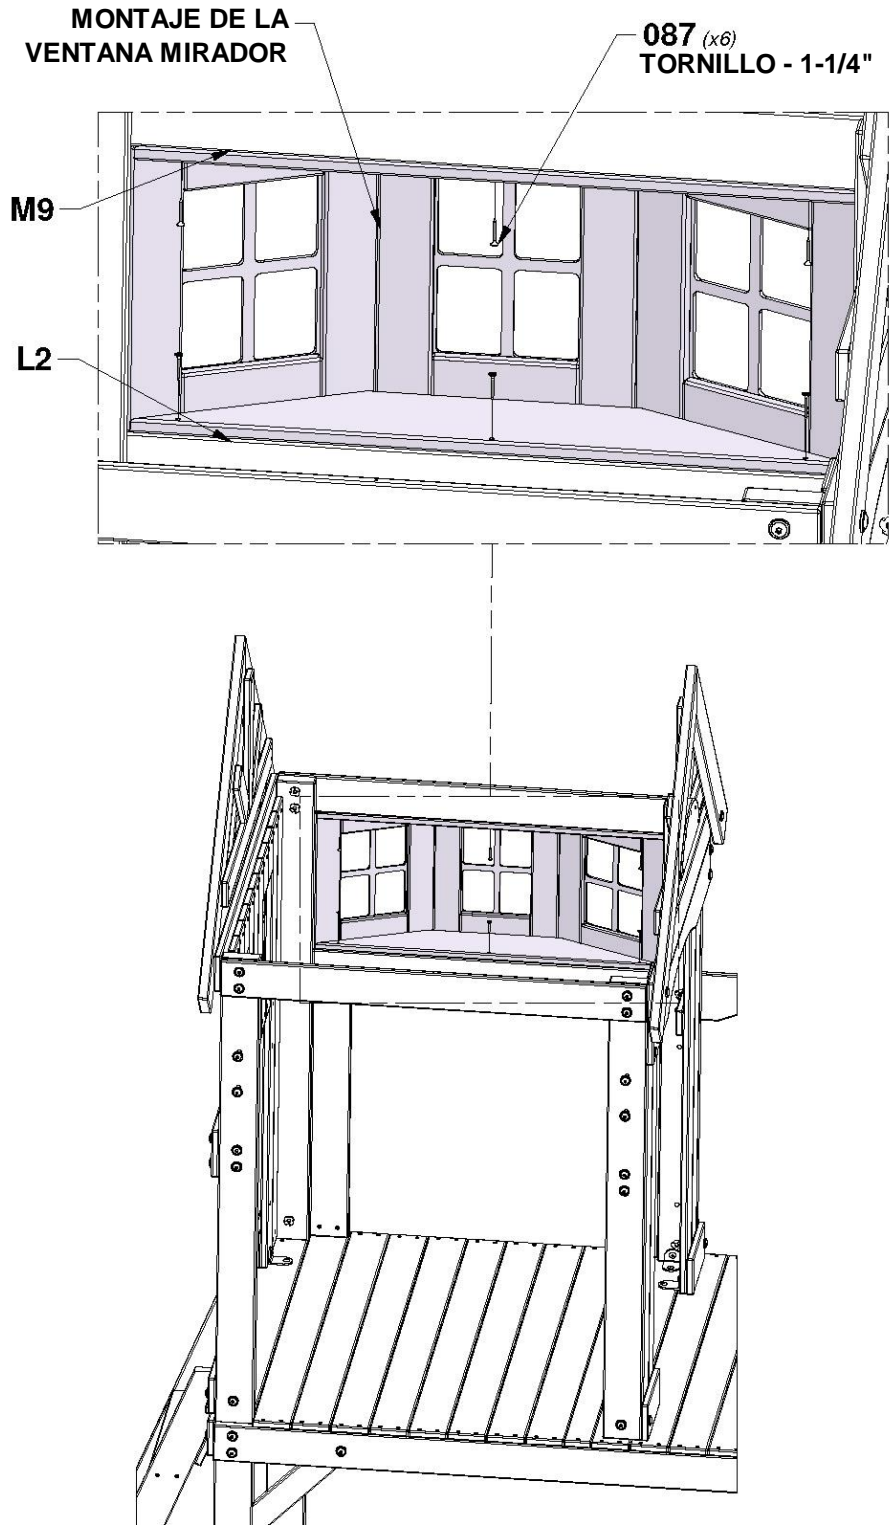 MONTAJE DE LA
VENTANA MIRADOR
087 (x6)
TORNILLO - 1-1/4"
M9
L2